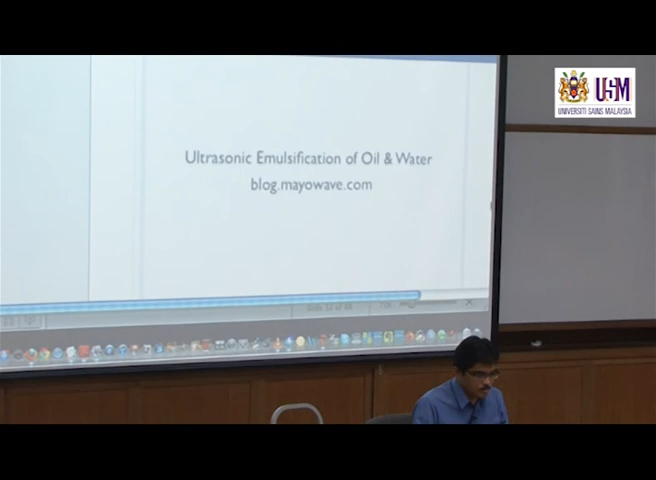 USM
UNIVERSITI SAINS MALAYSIA
Ultrasonic Emulsification of Oil & Water
blog.mayowave.com